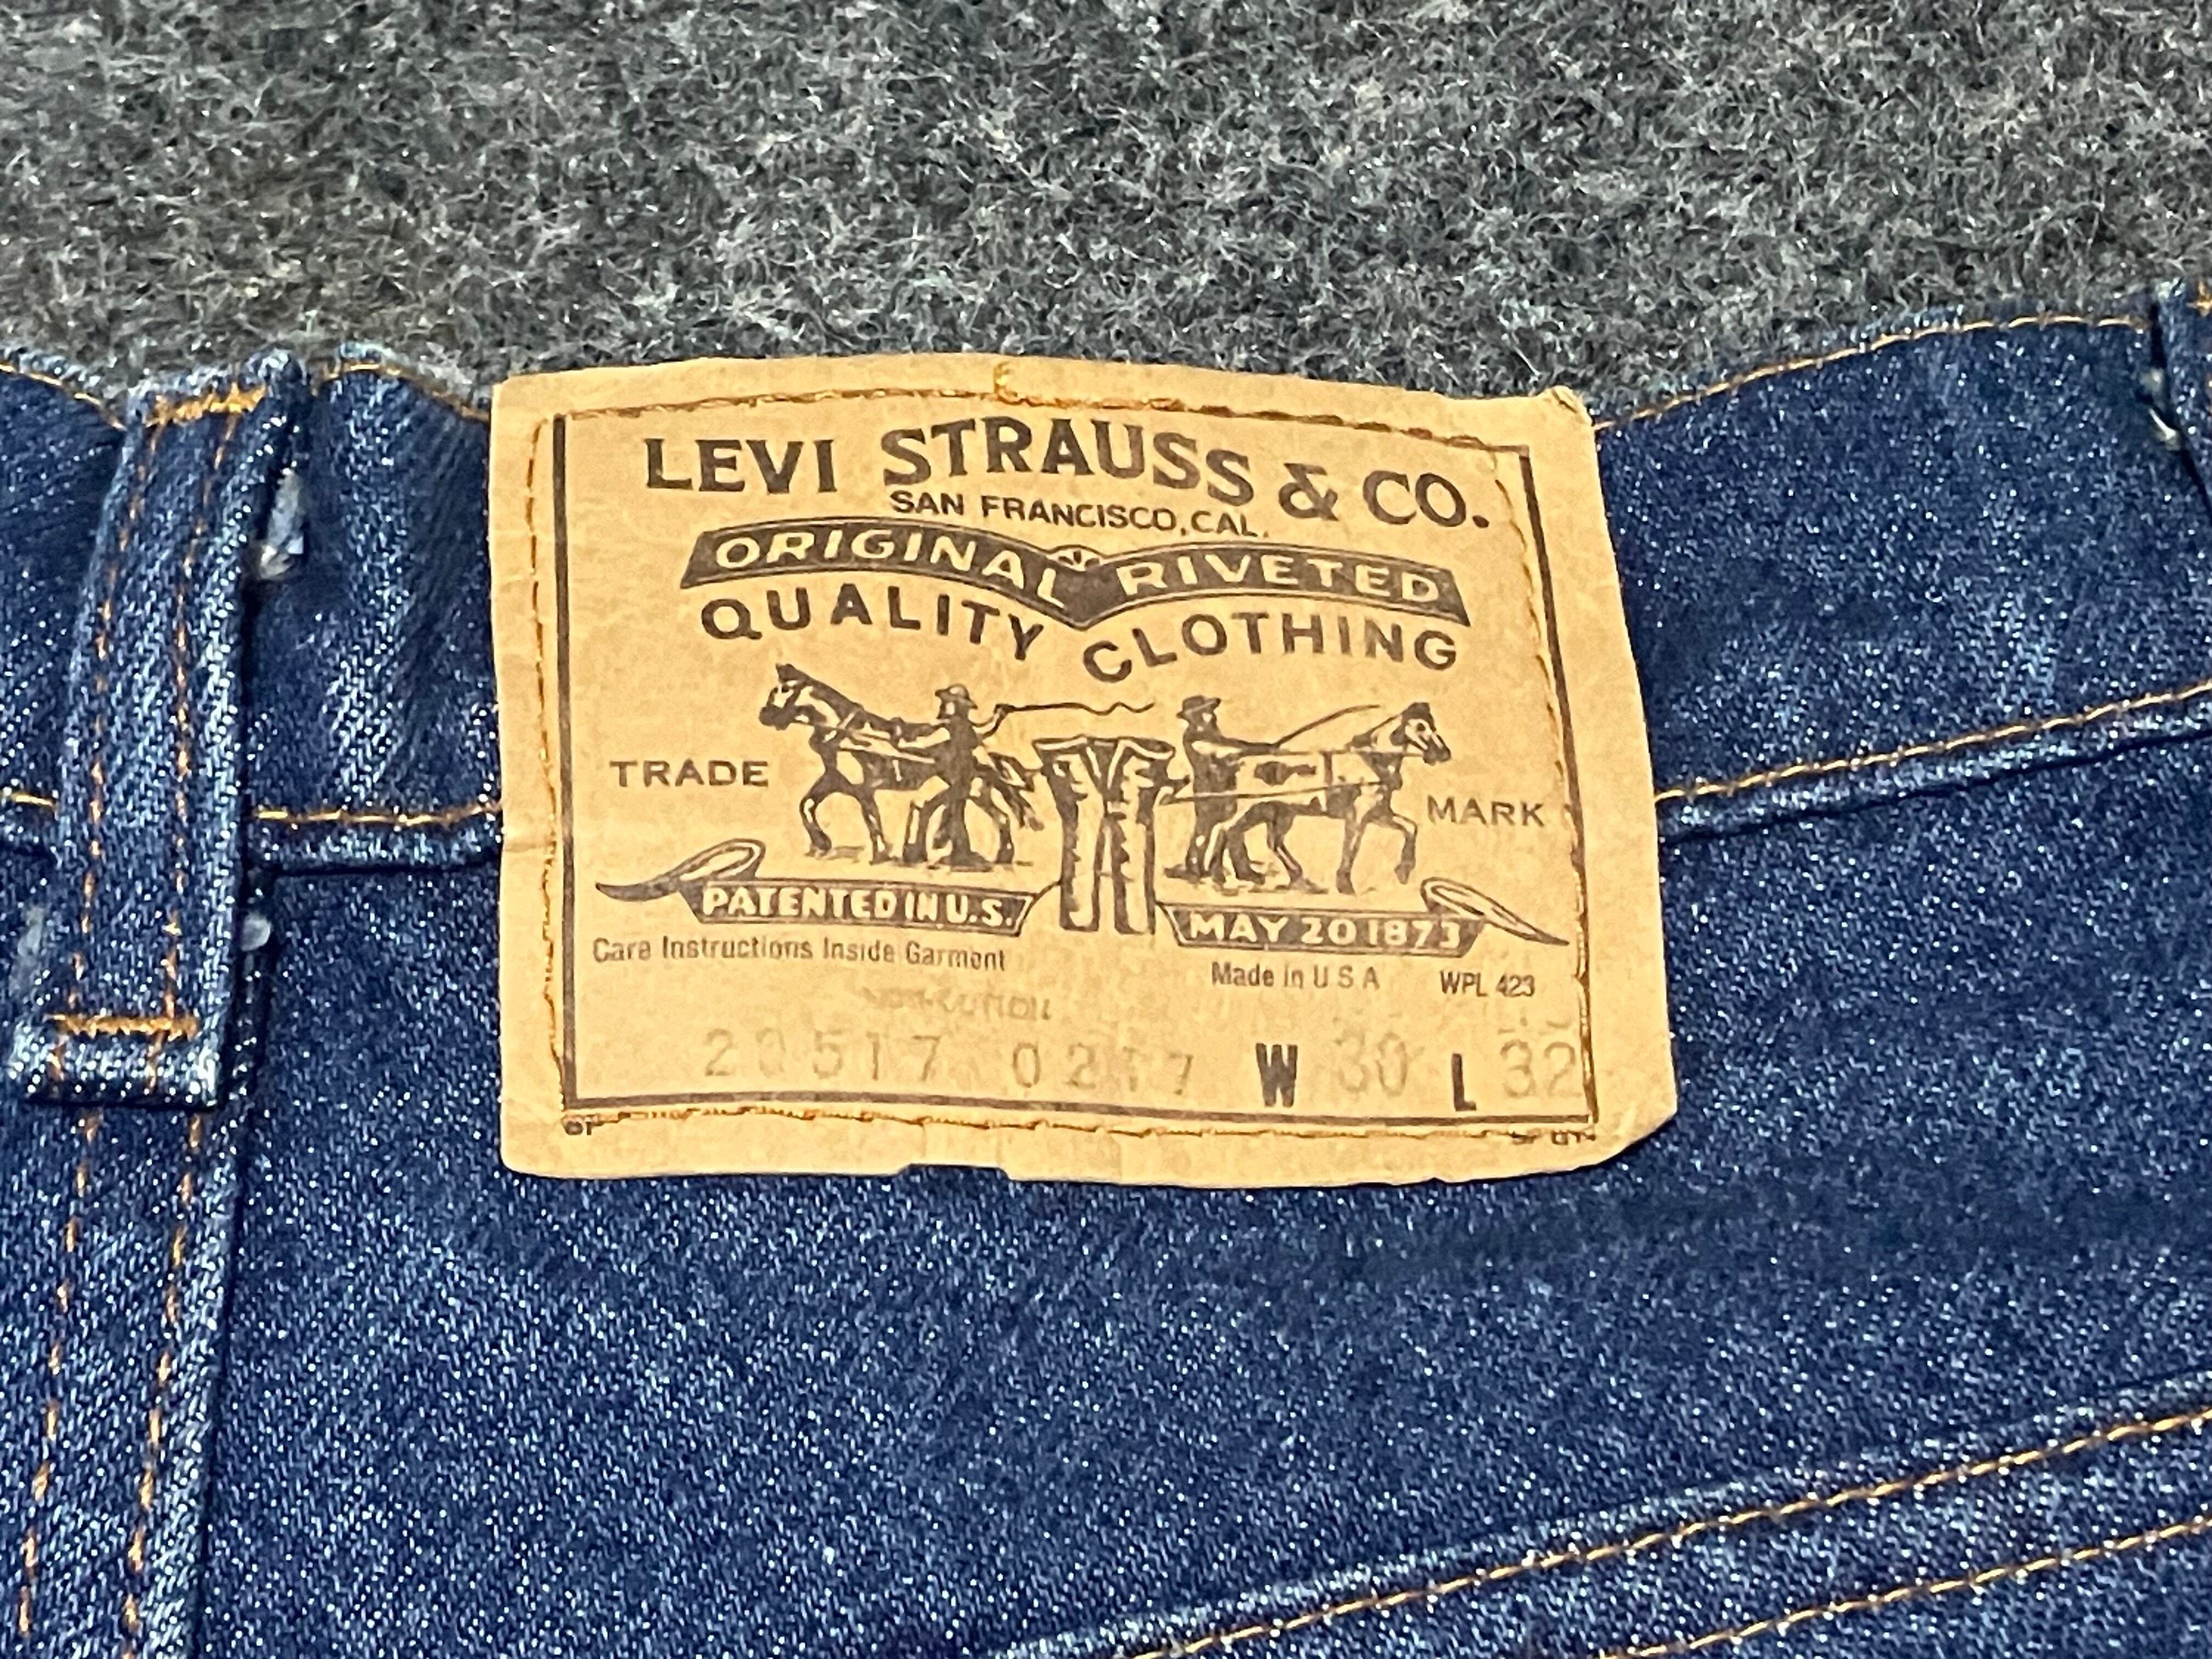 LEVI STRAUSS & CO.
SAN FRANCISCO, CAL.
ORIGINAL RIVETED
QUALITY CLOTHING
TRADE MARK
PATENTED IN U.S. MAY 20 1873
Care Instructions Inside Garment
Made in U S A WPL 423
20517 0217 W 30 L 32